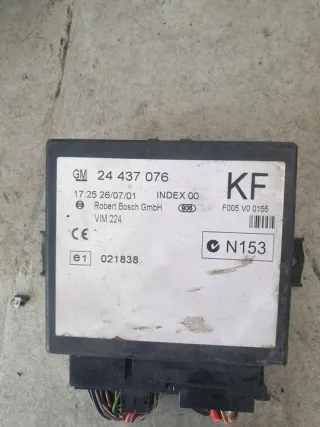 GM 24 437 076
KF
17:25 26/07/01 INDEX 00
Robert Bosch GmbH 906 F005 V0 0155
VIM 224
CE N153
e1 021838